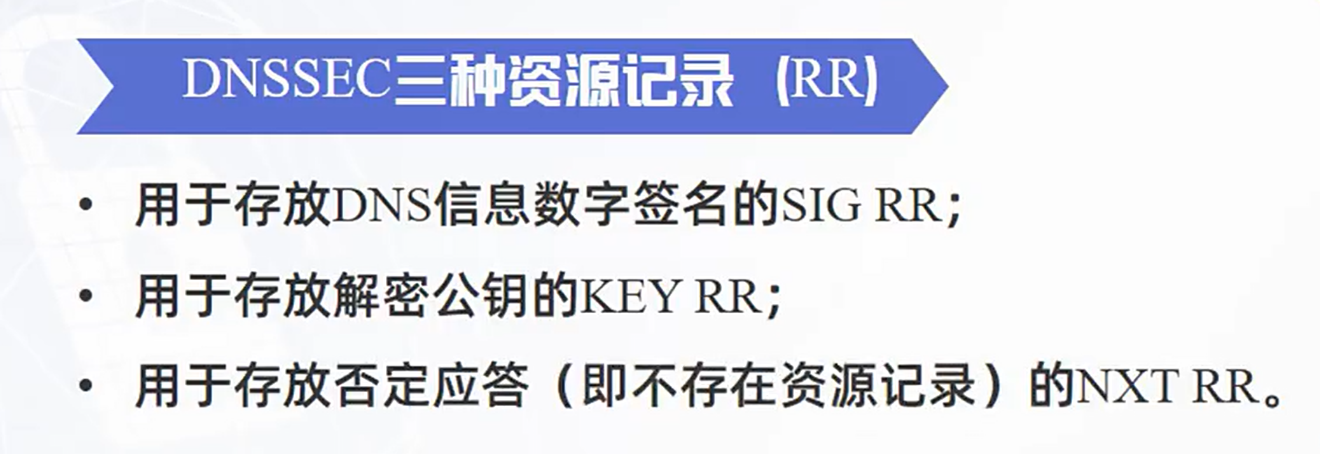 DNSSEC三种资源记录 (RR)
• 用于存放DNS信息数字签名的SIG RR；
• 用于存放解密公钥的KEY RR；
• 用于存放否定应答（即不存在资源记录）的NXT RR。